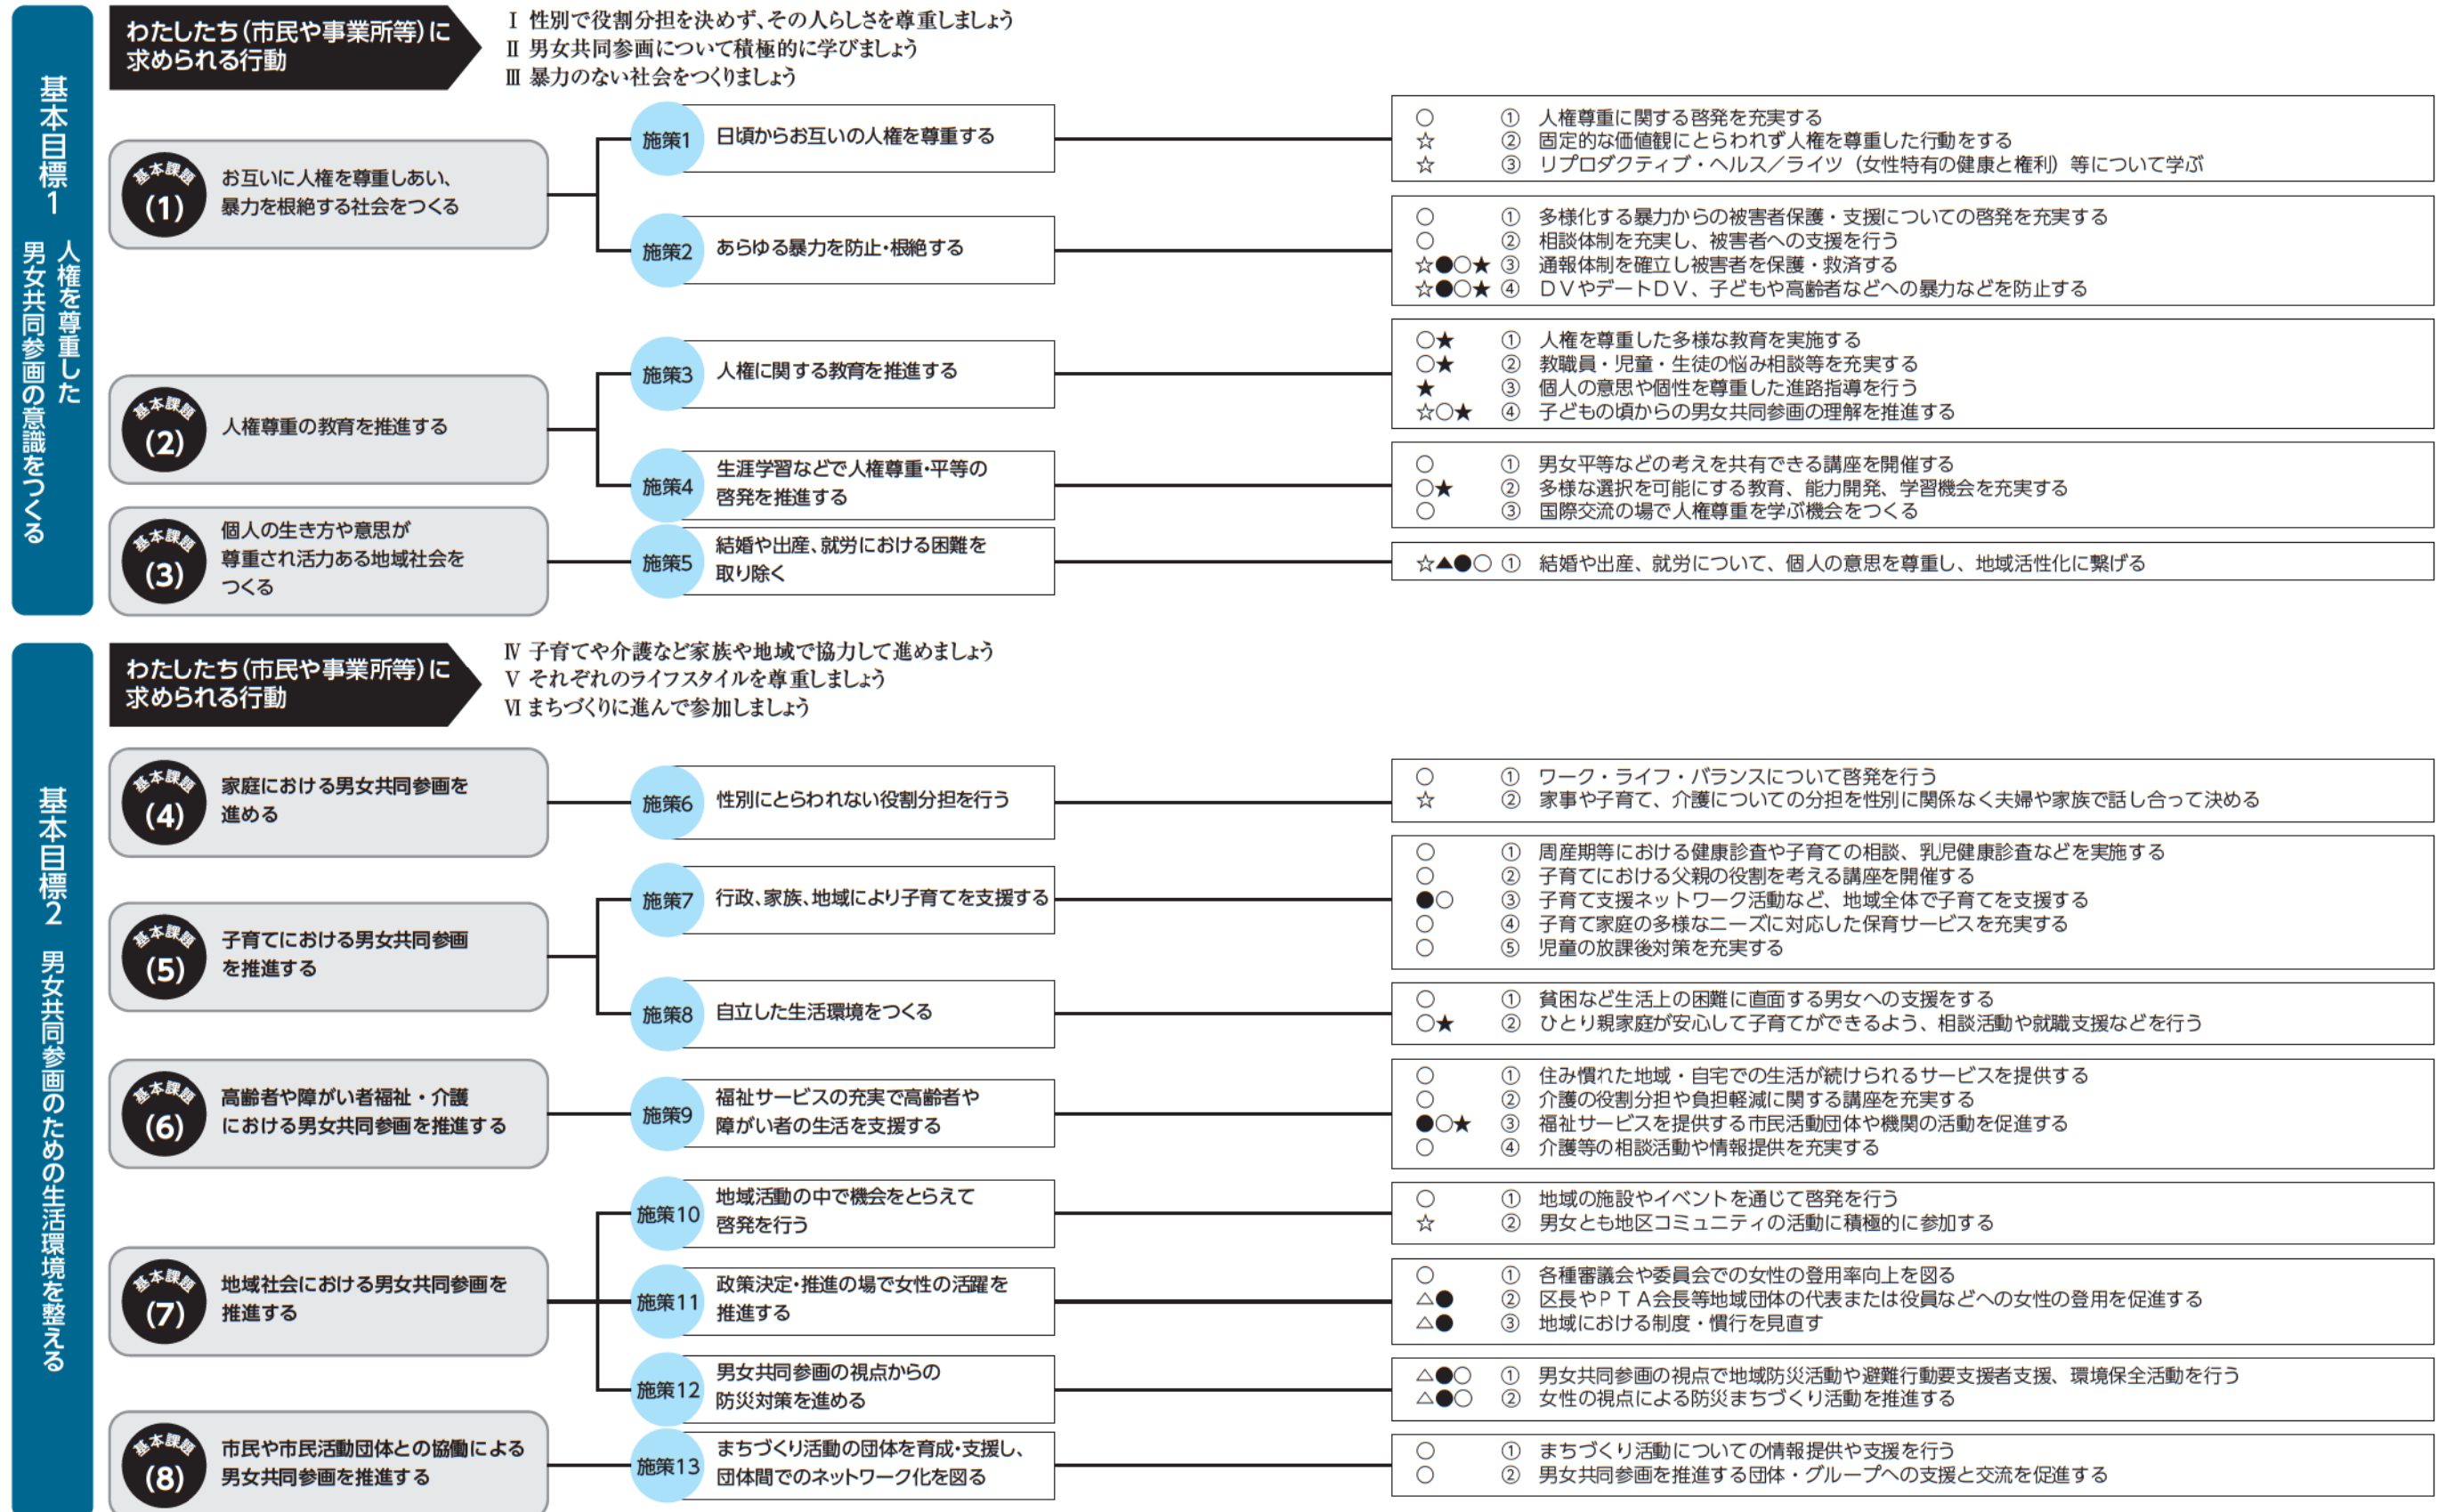 基本目標1 人権を尊重した
男女共同参画の意識をつくる
わたしたち(市民や事業所等)に
求められる行動
Ⅰ 性別で役割分担を決めず、その人らしさを尊重しましょう
Ⅱ 男女共同参画について積極的に学びましょう
Ⅲ 暴力のない社会をつくりましょう
基本課題
(1)
お互いに人権を尊重しあい、
暴力を根絶する社会をつくる
施策1 日頃からお互いの人権を尊重する
○ ① 人権尊重に関する啓発を充実する
☆ ② 固定的な価値観にとらわれず人権を尊重した行動をする
☆ ③ リプロダクティブ・ヘルス/ライツ(女性特有の健康と権利)等について学ぶ
施策2 あらゆる暴力を防止・根絶する
○ ① 多様化する暴力からの被害者保護・支援についての啓発を充実する
○ ② 相談体制を充実し、被害者への支援を行う
☆●○★ ③ 通報体制を確立し被害者を保護・救済する
☆●○★ ④ DVやデートDV、子どもや高齢者などへの暴力などを防止する
基本課題
(2)
人権尊重の教育を推進する
施策3 人権に関する教育を推進する
○★ ① 人権を尊重した多様な教育を実施する
○★ ② 教職員・児童・生徒の悩み相談等を充実する
★ ③ 個人の意思や個性を尊重した進路指導を行う
☆○★ ④ 子どもの頃からの男女共同参画の理解を推進する
施策4 生涯学習などで人権尊重・平等の
啓発を推進する
○ ① 男女平等などの考えを共有できる講座を開催する
○★ ② 多様な選択を可能にする教育、能力開発、学習機会を充実する
○ ③ 国際交流の場で人権尊重を学ぶ機会をつくる
基本課題
(3)
個人の生き方や意思が
尊重され活力ある地域社会を
つくる
施策5 結婚や出産、就労における困難を
取り除く
☆▲●○ ① 結婚や出産、就労について、個人の意思を尊重し、地域活性化に繋げる
基本目標2 男女共同参画のための生活環境を整える
わたしたち(市民や事業所等)に
求められる行動
Ⅳ 子育てや介護など家族や地域で協力して進めましょう
Ⅴ それぞれのライフスタイルを尊重しましょう
Ⅵ まちづくりに進んで参加しましょう
基本課題
(4)
家庭における男女共同参画を
進める
施策6 性別にとらわれない役割分担を行う
○ ① ワーク・ライフ・バランスについて啓発を行う
☆ ② 家事や子育て、介護についての分担を性別に関係なく夫婦や家族で話し合って決める
基本課題
(5)
子育てにおける男女共同参画
を推進する
施策7 行政、家族、地域により子育てを支援する
○ ① 周産期等における健康診査や子育ての相談、乳児健康診査などを実施する
○ ② 子育てにおける父親の役割を考える講座を開催する
●○ ③ 子育て支援ネットワーク活動など、地域全体で子育てを支援する
○ ④ 子育て家庭の多様なニーズに対応した保育サービスを充実する
○ ⑤ 児童の放課後対策を充実する
施策8 自立した生活環境をつくる
○ ① 貧困など生活上の困難に直面する男女への支援をする
○★ ② ひとり親家庭が安心して子育てができるよう、相談活動や就職支援などを行う
基本課題
(6)
高齢者や障がい者福祉・介護
における男女共同参画を推進する
施策9 福祉サービスの充実で高齢者や
障がい者の生活を支援する
○ ① 住み慣れた地域・自宅での生活が続けられるサービスを提供する
○ ② 介護の役割分担や負担軽減に関する講座を充実する
●○★ ③ 福祉サービスを提供する市民活動団体や機関の活動を促進する
○ ④ 介護等の相談活動や情報提供を充実する
基本課題
(7)
地域社会における男女共同参画を
推進する
施策10 地域活動の中で機会をとらえて
啓発を行う
○ ① 地域の施設やイベントを通じて啓発を行う
☆ ② 男女とも地区コミュニティの活動に積極的に参加する
施策11 政策決定・推進の場で女性の活躍を
推進する
○ ① 各種審議会や委員会での女性の登用率向上を図る
△● ② 区長やPTA会長等地域団体の代表または役員などへの女性の登用を促進する
△● ③ 地域における制度・慣行を見直す
施策12 男女共同参画の視点からの
防災対策を進める
△●○ ① 男女共同参画の視点で地域防災活動や避難行動要支援者支援、環境保全活動を行う
△●○ ② 女性の視点による防災まちづくり活動を推進する
基本課題
(8)
市民や市民活動団体との協働による
男女共同参画を推進する
施策13 まちづくり活動の団体を育成・支援し、
団体間でのネットワーク化を図る
○ ① まちづくり活動についての情報提供や支援を行う
○ ② 男女共同参画を推進する団体・グループへの支援と交流を促進する